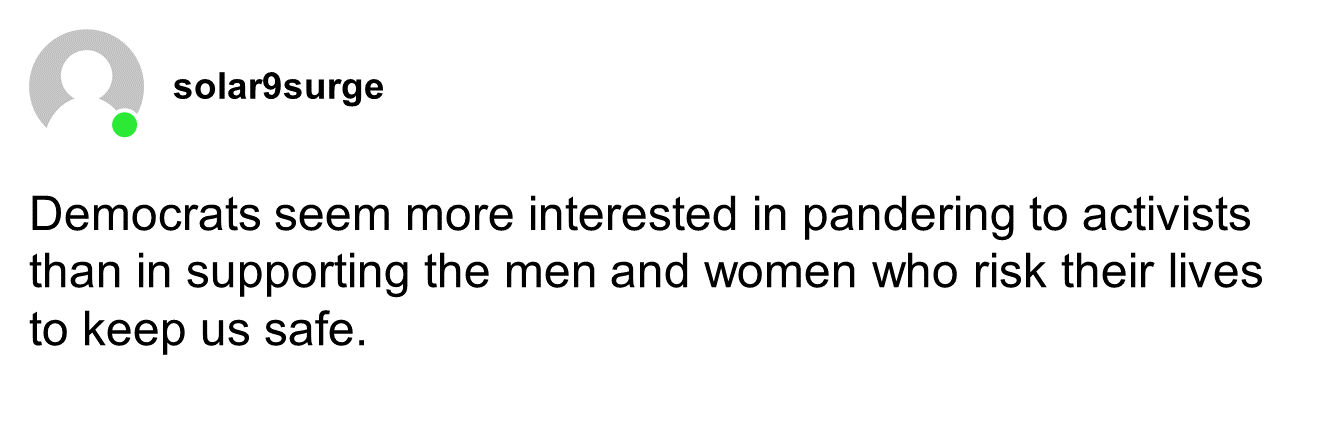 solar9surge
Democrats seem more interested in pandering to activists
than in supporting the men and women who risk their lives
to keep us safe.